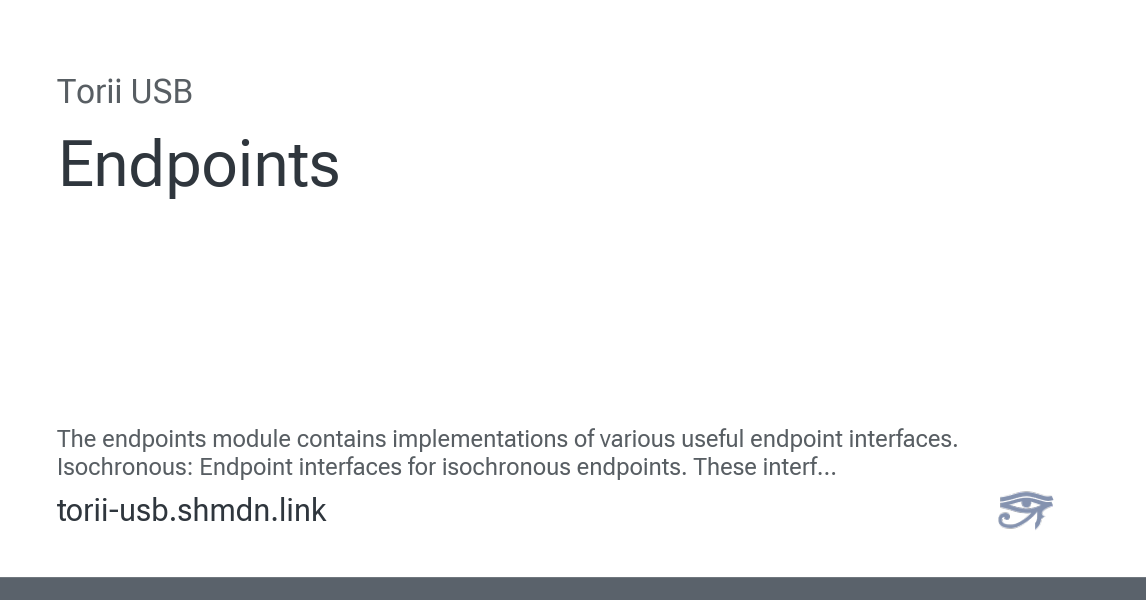 Torii USB
Endpoints
The endpoints module contains implementations of various useful endpoint interfaces.
Isochronous: Endpoint interfaces for isochronous endpoints. These interf...
torii-usb.shmdn.link